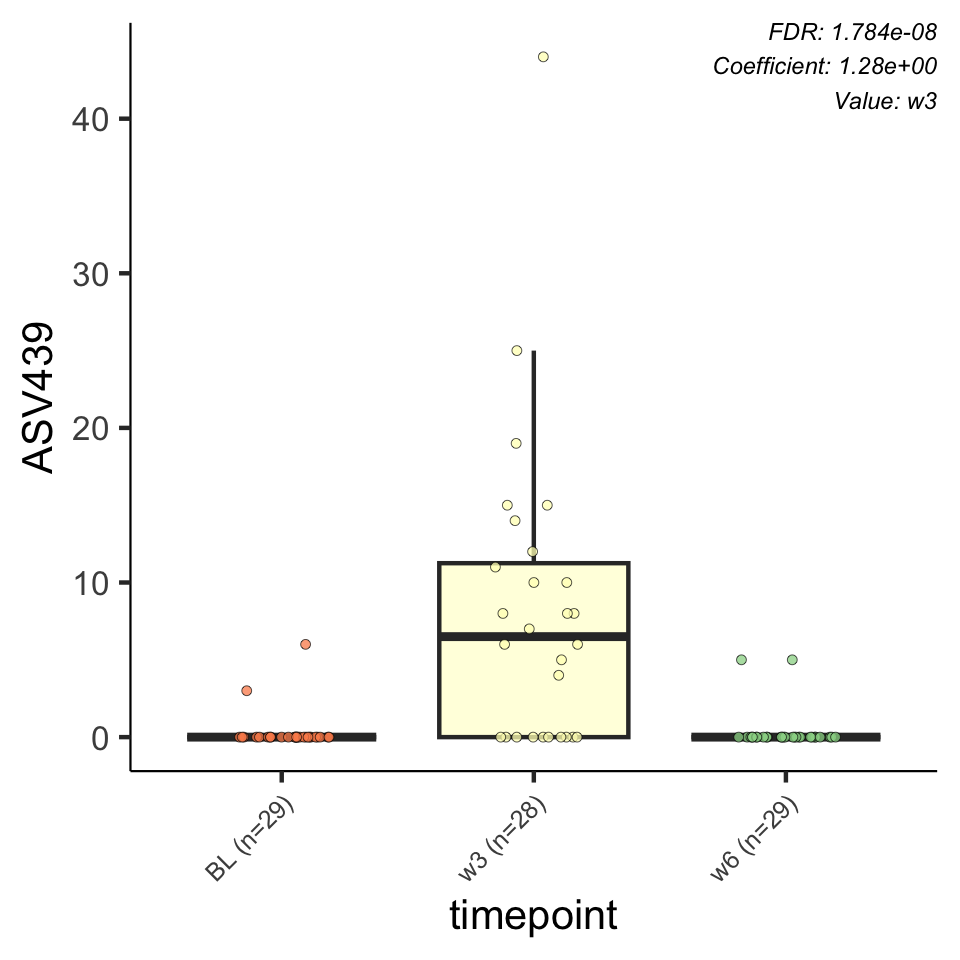 FDR: 1.784e-08
Coefficient: 1.28e+00
Value: w3
ASV439
40
30
20
10
0
BL (n=29)
w3 (n=28)
w6 (n=29)
timepoint